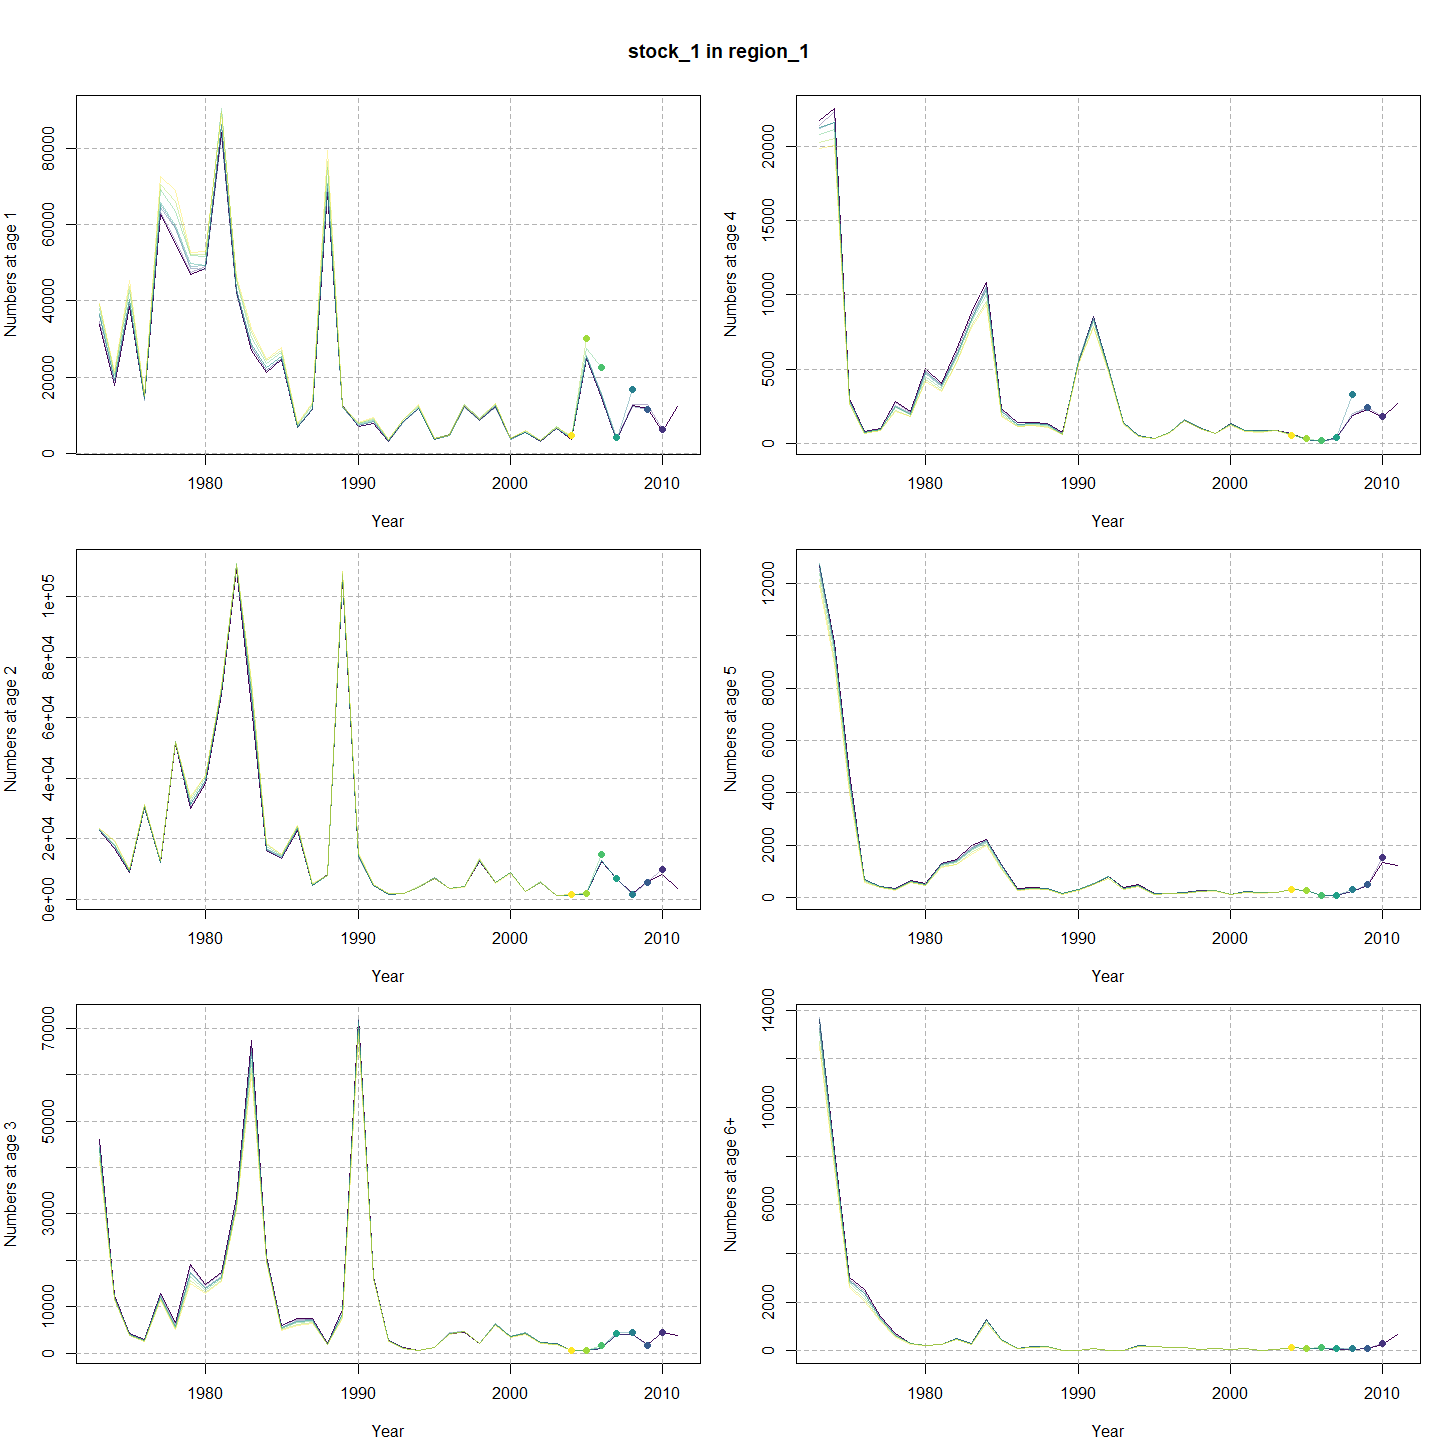 stock_1 in region_1
Numbers at age 1
0 20000 40000 60000 80000
1980 1990 2000 2010
Year
Numbers at age 4
0 5000 10000 15000 20000
1980 1990 2000 2010
Year
Numbers at age 2
0e+00 2e+04 4e+04 6e+04 8e+04 1e+05
1980 1990 2000 2010
Year
Numbers at age 5
0 2000 4000 6000 8000 12000
1980 1990 2000 2010
Year
Numbers at age 3
0 10000 30000 50000 70000
1980 1990 2000 2010
Year
Numbers at age 6+
0 2000 6000 10000 14000
1980 1990 2000 2010
Year